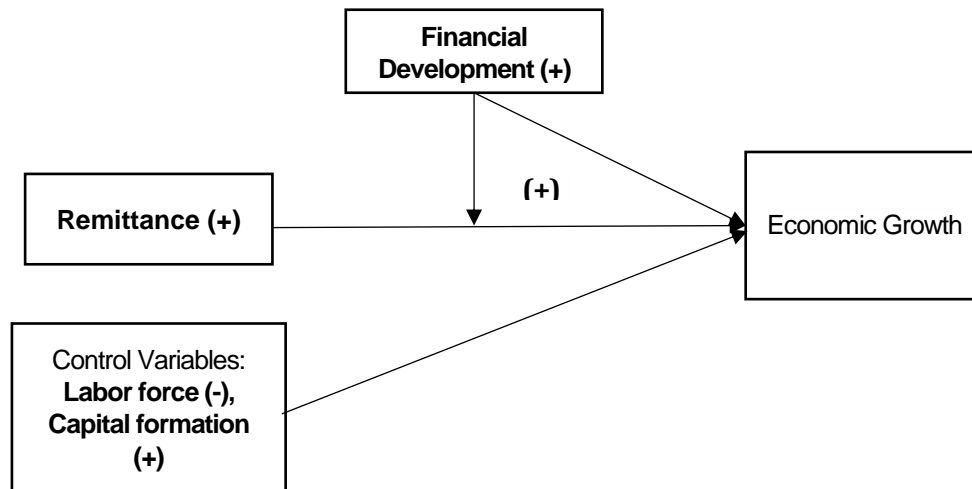 Financial
Development (+)
(+)
Remittance (+)
Economic Growth
Control Variables:
Labor force (-),
Capital formation
(+)